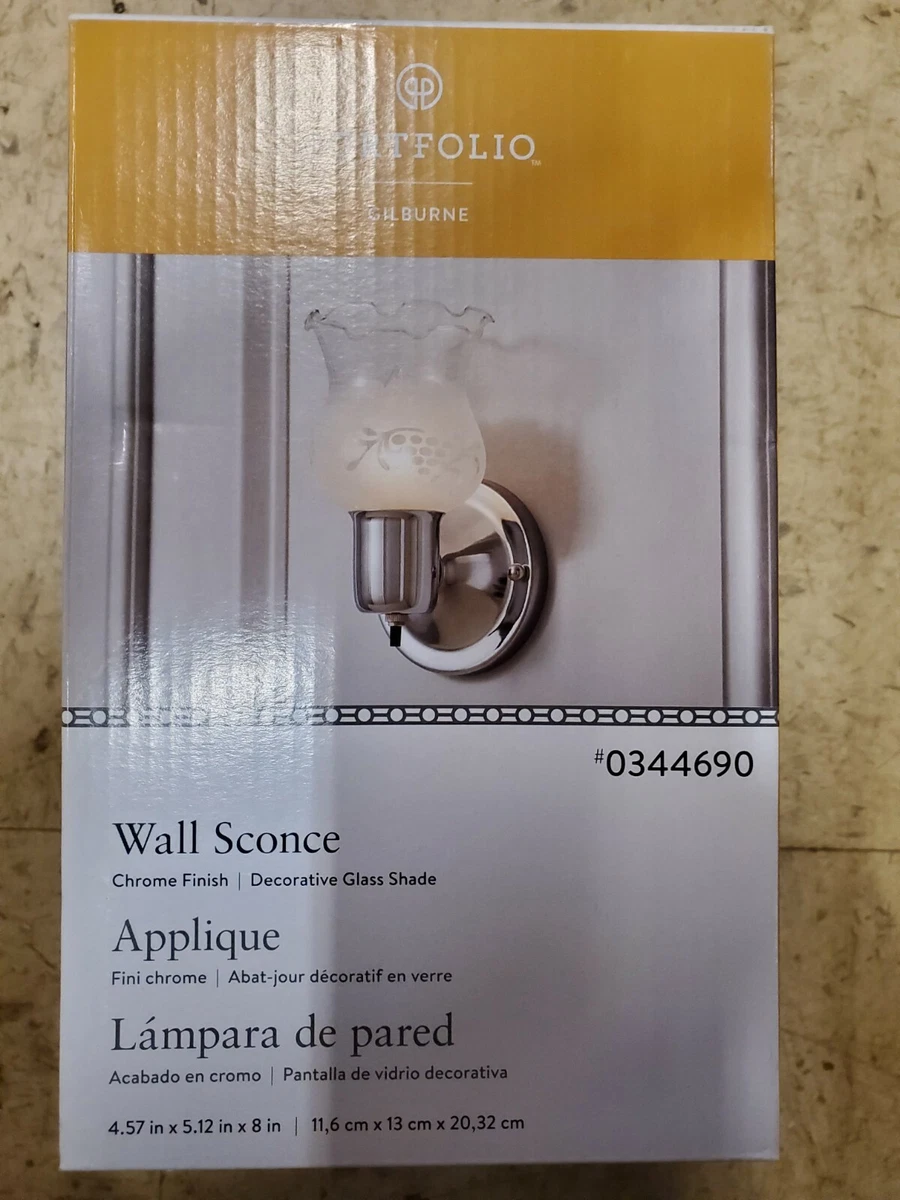 PORTFOLIO™
GILBURNE
#0344690
Wall Sconce
Chrome Finish | Decorative Glass Shade
Applique
Fini chrome | Abat-jour décoratif en verre
Lámpara de pared
Acabado en cromo | Pantalla de vidrio decorativa
4.57 in x 5.12 in x 8 in | 11,6 cm x 13 cm x 20,32 cm